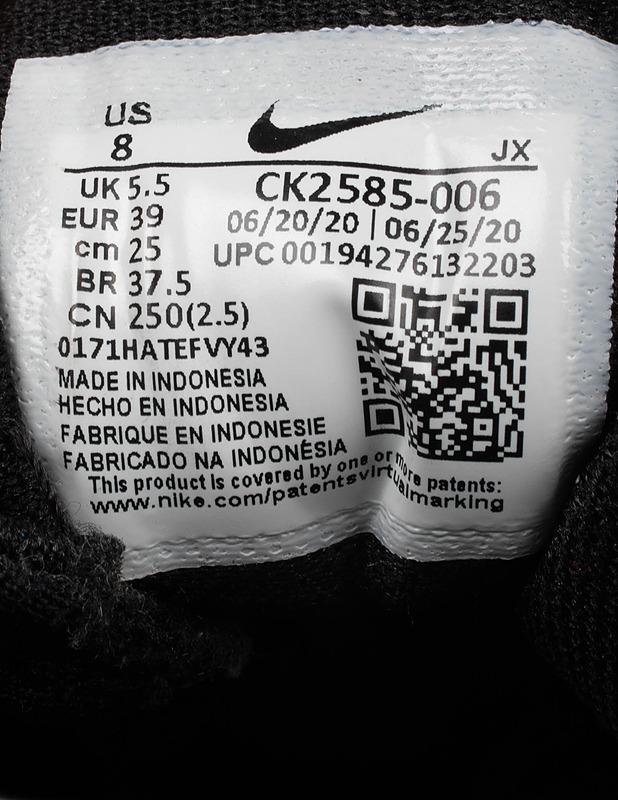 US
8
JX
UK 5.5
EUR 39
cm 25
BR 37.5
CN 250(2.5)
CK2585-006
06/20/20 | 06/25/20
UPC 00194276132203
0171HATEFVY43
MADE IN INDONESIA
HECHO EN INDONESIA
FABRIQUE EN INDONESIE
FABRICADO NA INDONÉSIA
This product is covered by one or more patents:
www.nike.com/patentsvirtualmarking